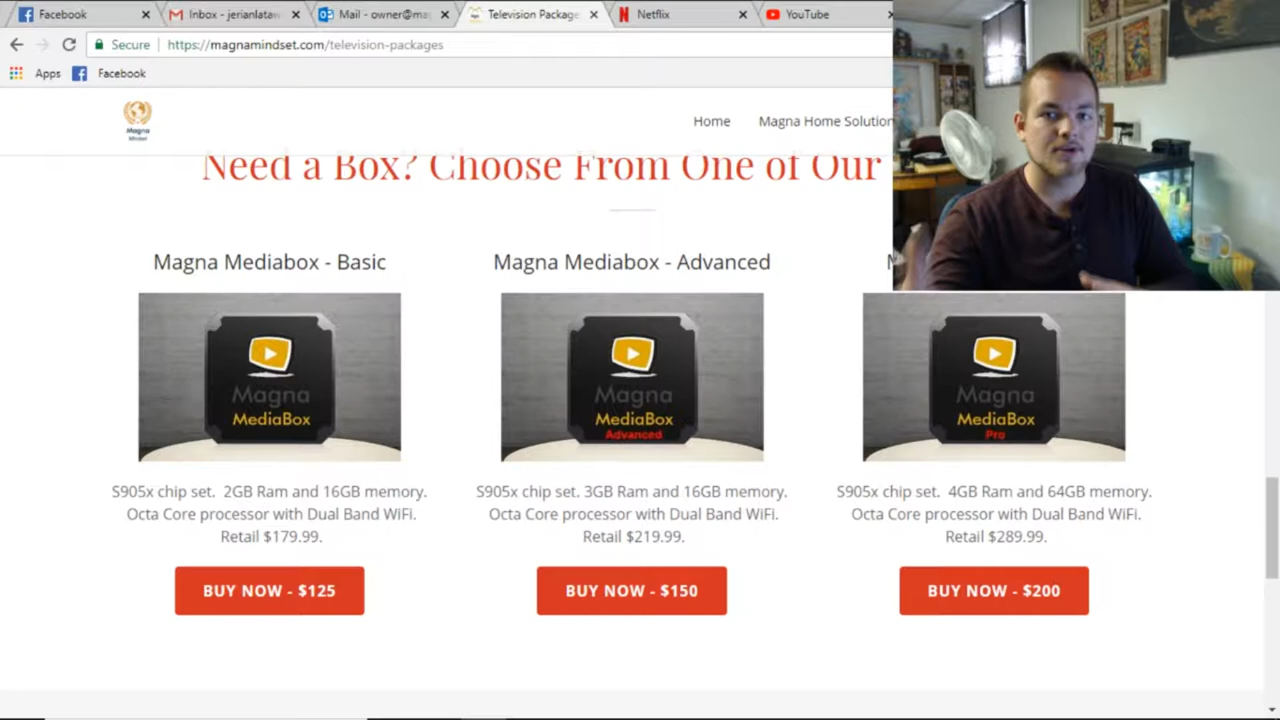 Facebook
Inbox - jerianlataw
Mail - owner@ma
Television Package
Netflix
YouTube
Secure
https://magnamindset.com/television-packages
Apps
Facebook
Magna
Mindset
Home
Magna Home Solution
Need a Box? Choose From One of Our
Magna Mediabox - Basic
Magna Mediabox - Advanced
Magna
MediaBox
Magna
MediaBox
Advanced
Magna
MediaBox
Pro
S905x chip set. 2GB Ram and 16GB memory.
Octa Core processor with Dual Band WiFi.
Retail $179.99.
S905x chip set. 3GB Ram and 16GB memory.
Octa Core processor with Dual Band WiFi.
Retail $219.99.
S905x chip set. 4GB Ram and 64GB memory.
Octa Core processor with Dual Band WiFi.
Retail $289.99.
BUY NOW - $125
BUY NOW - $150
BUY NOW - $200